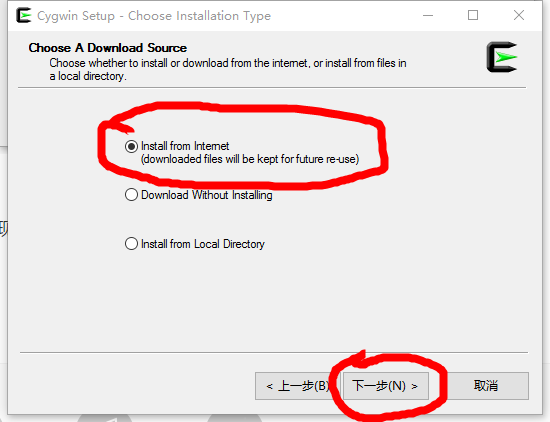 Cygwin Setup - Choose Installation Type
Choose A Download Source
Choose whether to install or download from the internet, or install from files in
a local directory.
Install from Internet
(downloaded files will be kept for future re-use)
Download Without Installing
Install from Local Directory
< 上一步(B) 下一步(N) > 取消